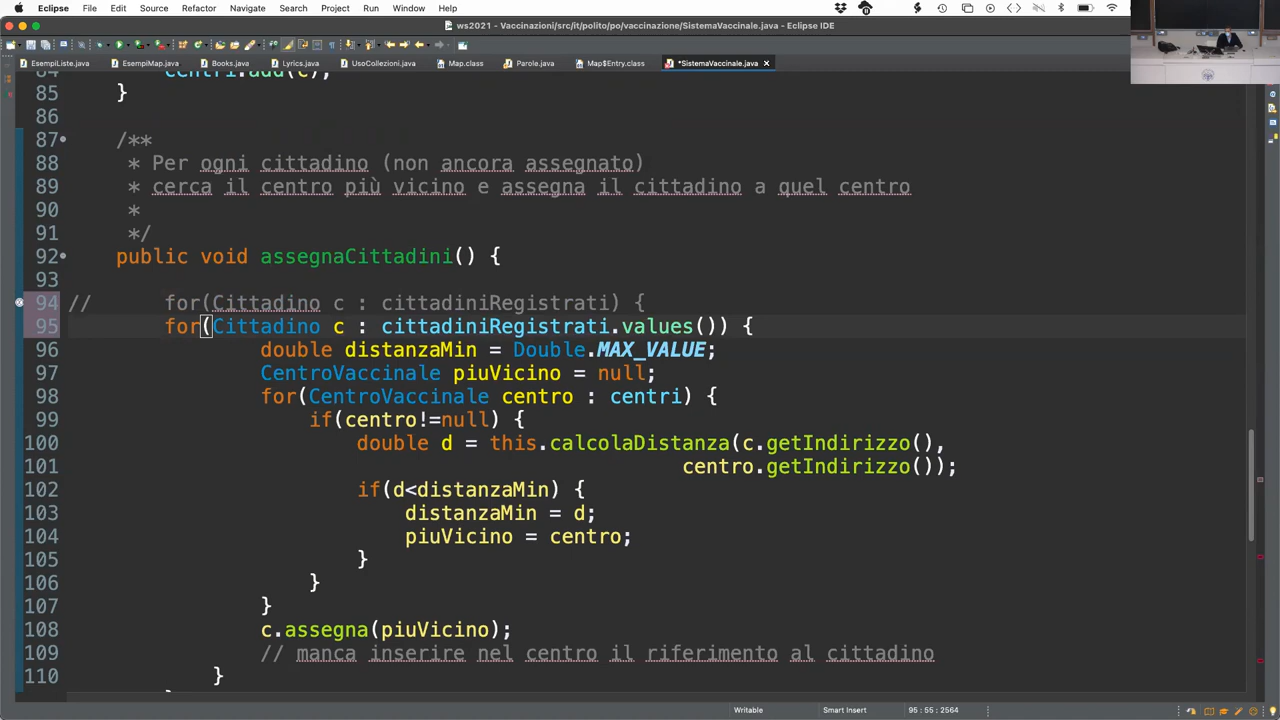 Eclipse File Edit Source Refactor Navigate Search Project Run Window Help
ws2021 - Vaccinazioni/src/it/polito/po/vaccinazione/SistemaVaccinale.java - Eclipse IDE
EsempiListe.java EsempiMap.java Books.java Lyrics.java UsoCollezioni.java Map.class Parole.java Map$Entry.class *SistemaVaccinale.java
84 centri.add(c);
85 }
86
87 /**
88 * Per ogni cittadino (non ancora assegnato)
89 * cerca il centro più vicino e assegna il cittadino a quel centro
90 *
91 */
92 public void assegnaCittadini() {
93
94 // for(Cittadino c : cittadiniRegistrati) {
95 for(Cittadino c : cittadiniRegistrati.values()) {
96 double distanzaMin = Double.MAX_VALUE;
97 CentroVaccinale piuVicino = null;
98 for(CentroVaccinale centro : centri) {
99 if(centro!=null) {
100 double d = this.calcolaDistanza(c.getIndirizzo(),
101 centro.getIndirizzo());
102 if(d<distanzaMin) {
103 distanzaMin = d;
104 piuVicino = centro;
105 }
106 }
107 }
108 c.assegna(piuVicino);
109 // manca inserire nel centro il riferimento al cittadino
110 }
Writable Smart Insert 95 : 55 : 2564